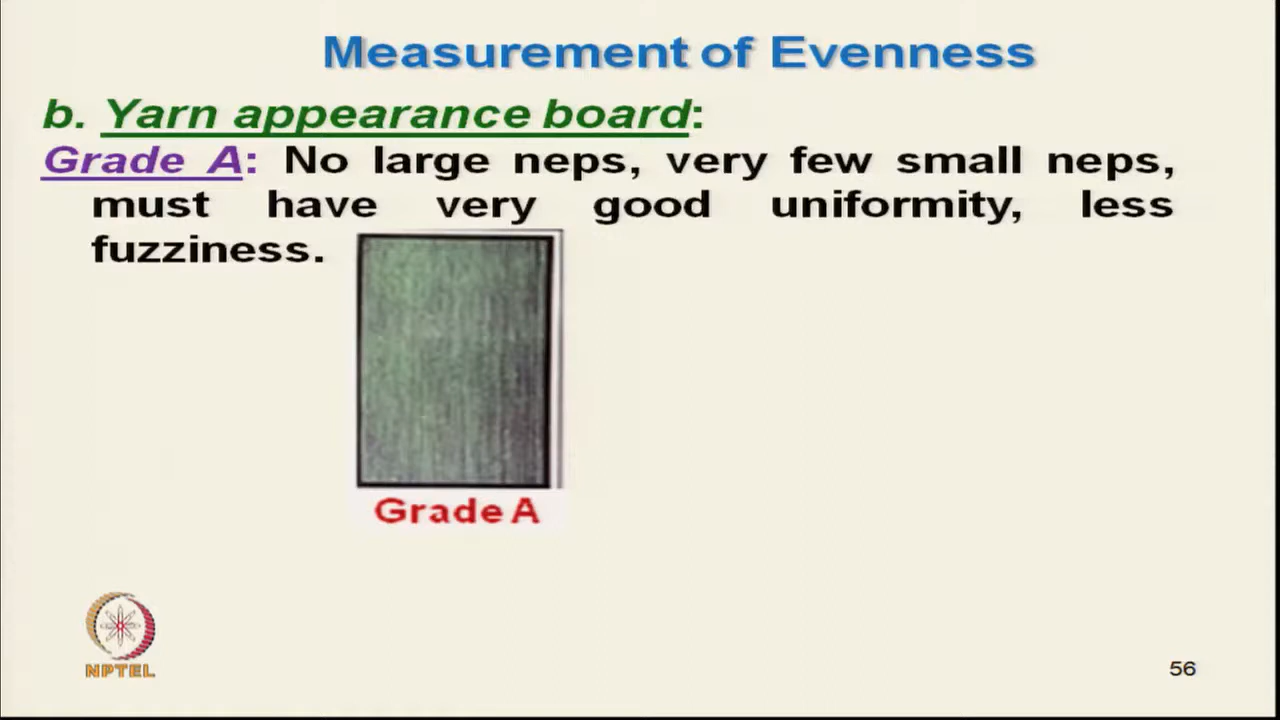 Measurement of Evenness
b. Yarn appearance board:
Grade A: No large neps, very few small neps,
must have very good uniformity, less
fuzziness.
Grade A
NPTEL
56